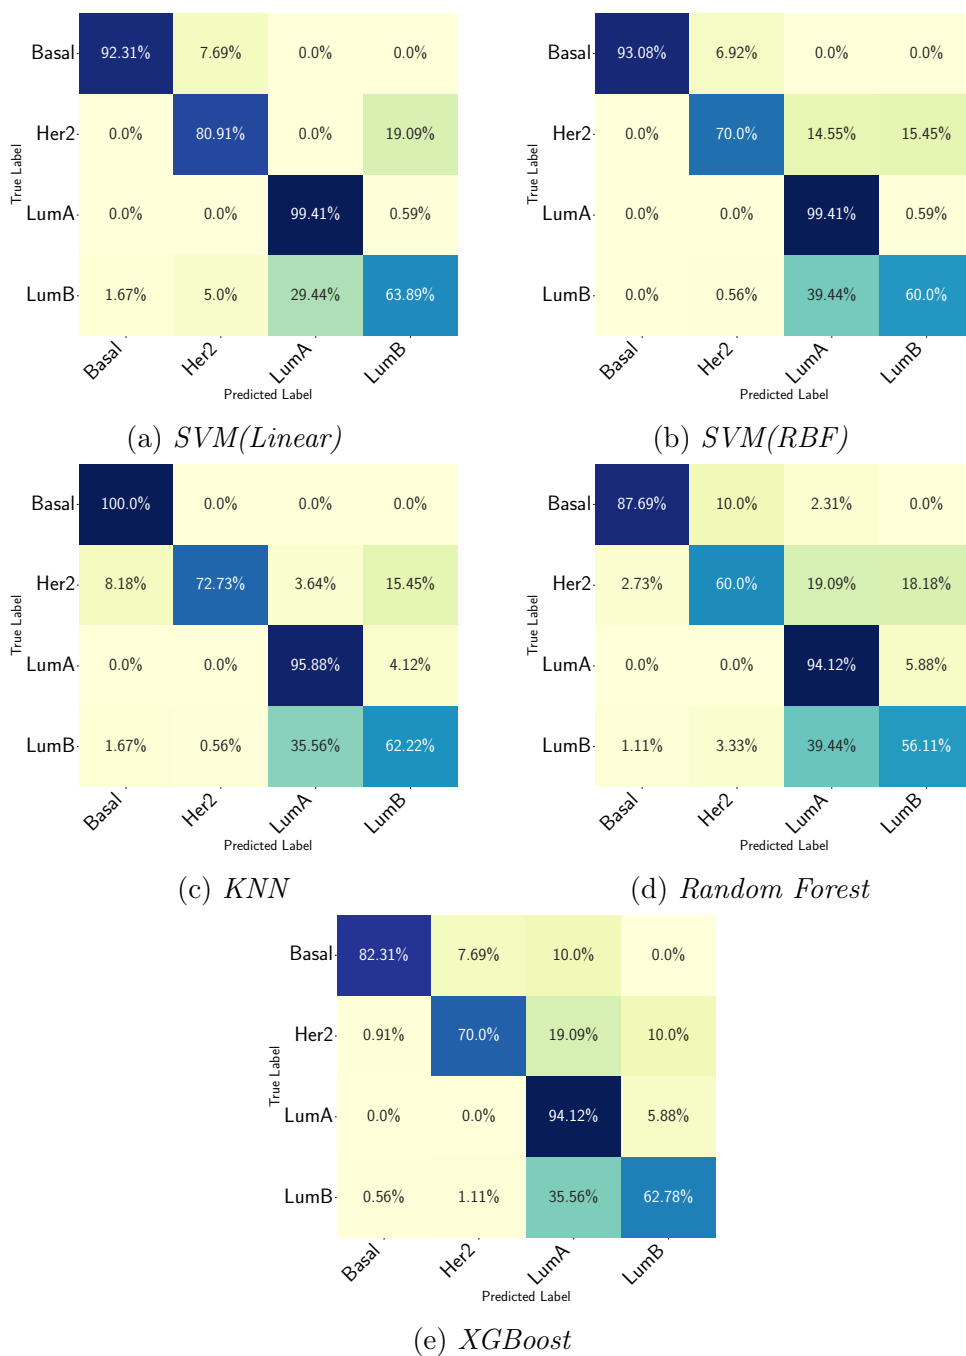 Basal 92.31% 7.69% 0.0% 0.0%
Her2 0.0% 80.91% 0.0% 19.09%
LumA 0.0% 0.0% 99.41% 0.59%
LumB 1.67% 5.0% 29.44% 63.89%
True Label
Basal Her2 LumA LumB
Predicted Label
(a) SVM(Linear)
Basal 93.08% 6.92% 0.0% 0.0%
Her2 0.0% 70.0% 14.55% 15.45%
LumA 0.0% 0.0% 99.41% 0.59%
LumB 0.0% 0.56% 39.44% 60.0%
True Label
Basal Her2 LumA LumB
Predicted Label
(b) SVM(RBF)
Basal 100.0% 0.0% 0.0% 0.0%
Her2 8.18% 72.73% 3.64% 15.45%
LumA 0.0% 0.0% 95.88% 4.12%
LumB 1.67% 0.56% 35.56% 62.22%
True Label
Basal Her2 LumA LumB
Predicted Label
(c) KNN
Basal 87.69% 10.0% 2.31% 0.0%
Her2 2.73% 60.0% 19.09% 18.18%
LumA 0.0% 0.0% 94.12% 5.88%
LumB 1.11% 3.33% 39.44% 56.11%
True Label
Basal Her2 LumA LumB
Predicted Label
(d) Random Forest
Basal 82.31% 7.69% 10.0% 0.0%
Her2 0.91% 70.0% 19.09% 10.0%
LumA 0.0% 0.0% 94.12% 5.88%
LumB 0.56% 1.11% 35.56% 62.78%
True Label
Basal Her2 LumA LumB
Predicted Label
(e) XGBoost